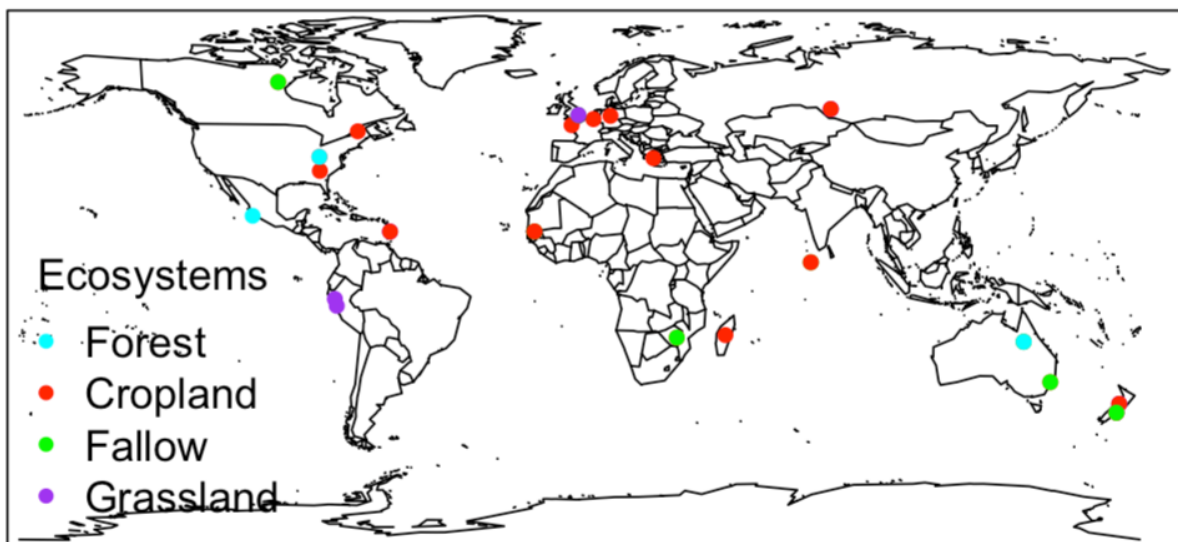 Ecosystems
Forest
Cropland
Fallow
Grassland